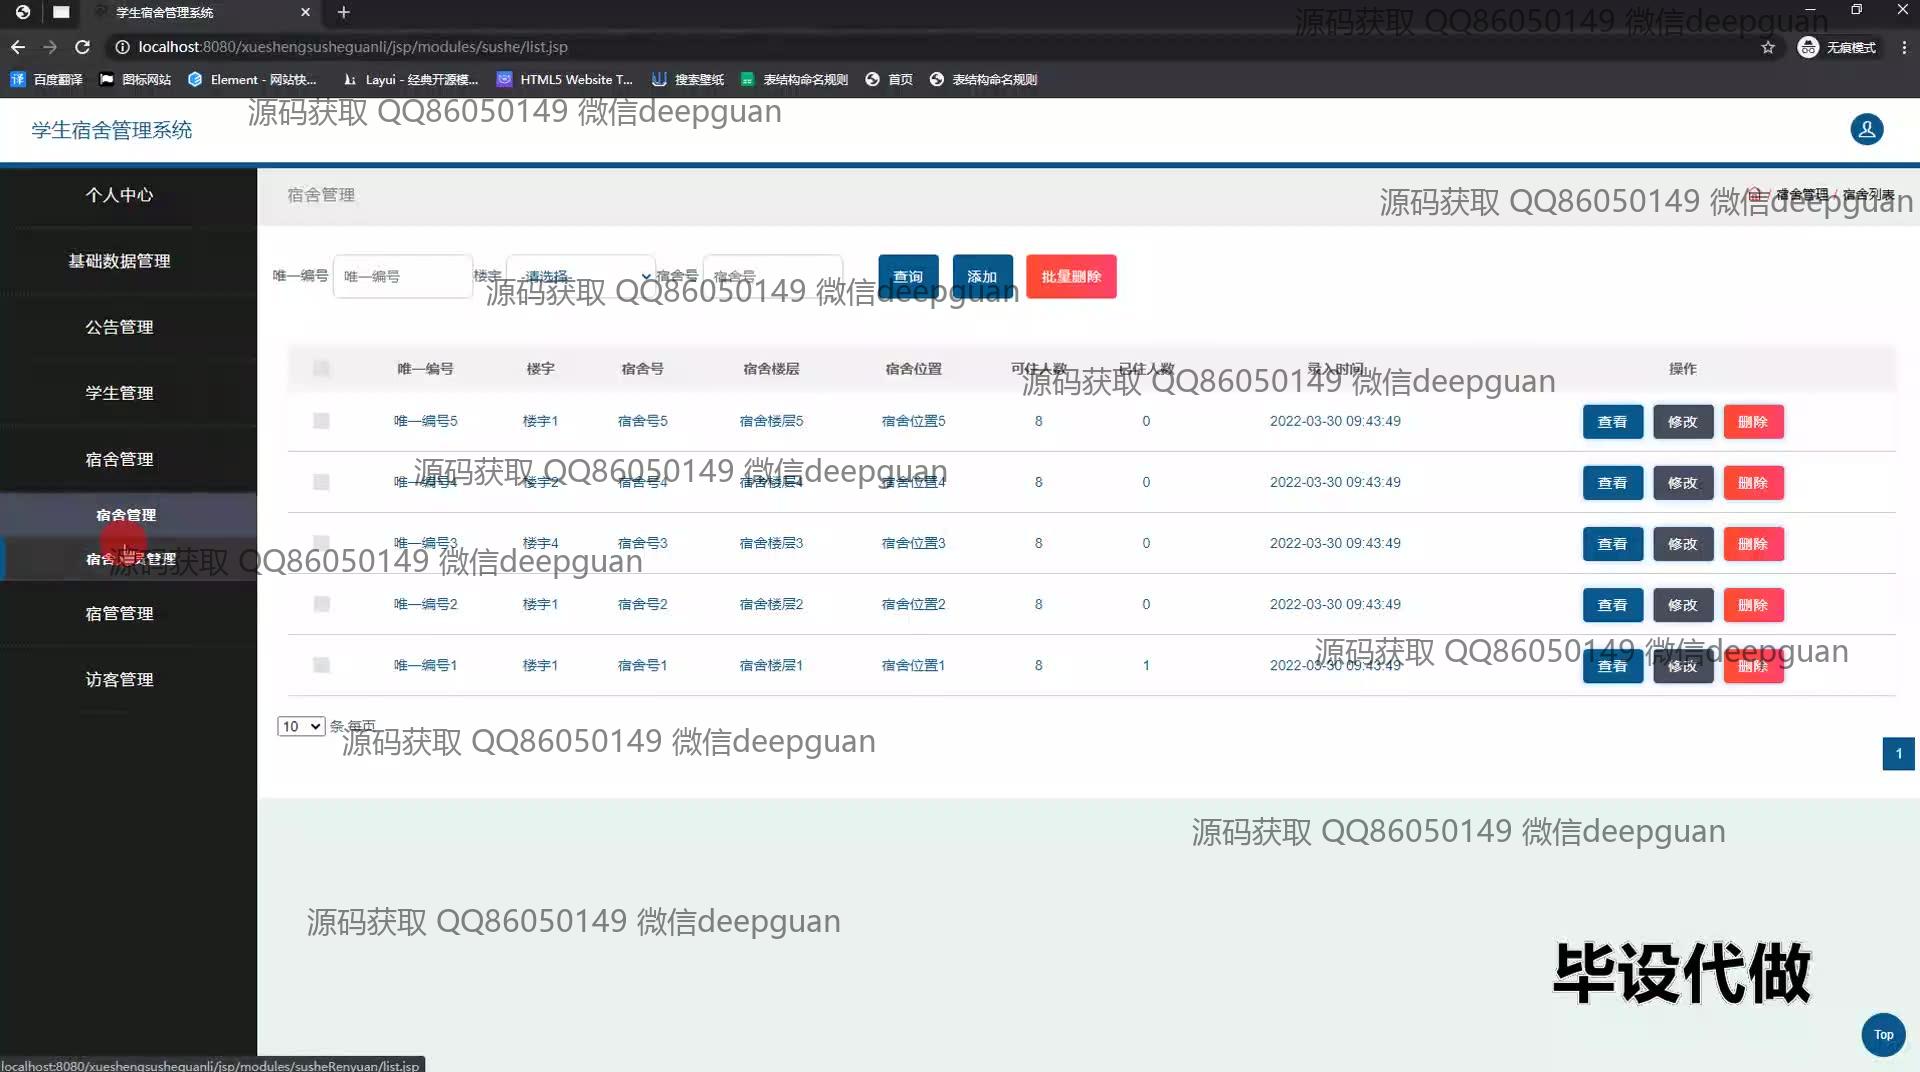 学生宿舍管理系统
源码获取 QQ86050149 微信deepguan
localhost:8080/xueshengsusheguanli/jsp/modules/sushe/list.jsp
无痕模式
百度翻译 图标网站 Element - 网站快... Layui - 经典开源模... HTML5 Website T... 搜索壁纸 表结构命名规则 首页 表结构命名规则
学生宿舍管理系统
源码获取 QQ86050149 微信deepguan
个人中心
宿舍管理
宿舍管理 / 宿舍列表
源码获取 QQ86050149 微信deepguan
基础数据管理
唯一编号 唯一编号 楼宇 -请选择- 宿舍号 宿舍号 查询 添加 批量删除
源码获取 QQ86050149 微信deepguan
公告管理
唯一编号 楼宇 宿舍号 宿舍楼层 宿舍位置 可住人数 已住人数 录入时间 操作
源码获取 QQ86050149 微信deepguan
学生管理
唯一编号5 楼宇1 宿舍号5 宿舍楼层5 宿舍位置5 8 0 2022-03-30 09:43:49 查看 修改 删除
宿舍管理
源码获取 QQ86050149 微信deepguan
唯一编号4 楼宇2 宿舍号4 宿舍楼层4 宿舍位置4 8 0 2022-03-30 09:43:49 查看 修改 删除
宿舍管理
唯一编号3 楼宇4 宿舍号3 宿舍楼层3 宿舍位置3 8 0 2022-03-30 09:43:49 查看 修改 删除
源码获取 QQ86050149 微信deepguan
宿管管理
唯一编号2 楼宇1 宿舍号2 宿舍楼层2 宿舍位置2 8 0 2022-03-30 09:43:49 查看 修改 删除
源码获取 QQ86050149 微信deepguan
唯一编号1 楼宇1 宿舍号1 宿舍楼层1 宿舍位置1 8 1 2022-03-30 09:43:49 查看 修改 删除
访客管理
10 条 每页
源码获取 QQ86050149 微信deepguan
1
源码获取 QQ86050149 微信deepguan
源码获取 QQ86050149 微信deepguan
毕设代做
Top
localhost:8080/xueshengsusheguanli/jsp/modules/susheRenyuan/list.jsp